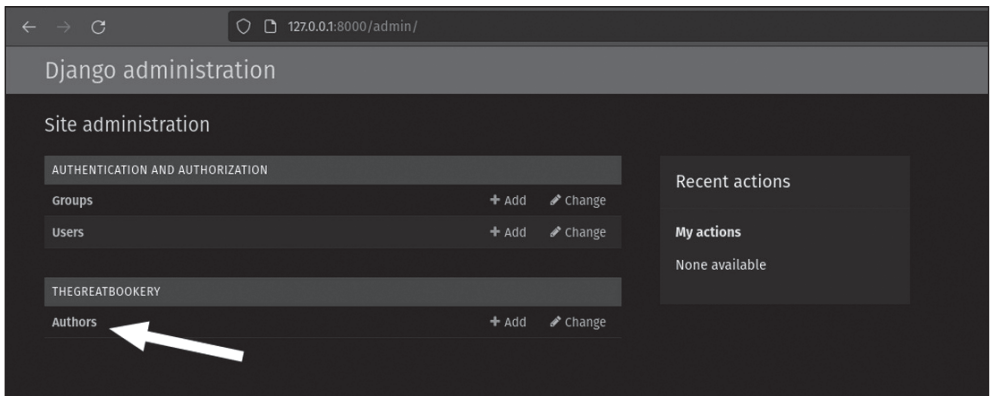 127.0.0.1:8000/admin/
Django administration
Site administration
AUTHENTICATION AND AUTHORIZATION
Groups + Add Change
Users + Add Change
THEGREATBOOKERY
Authors + Add Change
Recent actions
My actions
None available